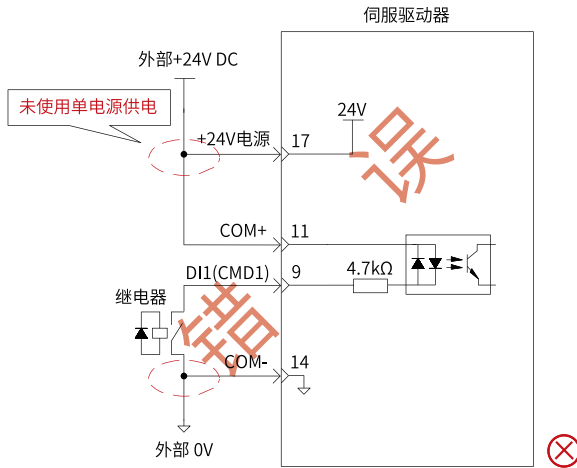 伺服驱动器
外部+24V DC
未使用单电源供电
24V
+24V电源
17
误
COM+
11
DI1(CMD1)
9
4.7kΩ
继电器
错
COM-
14
外部 0V